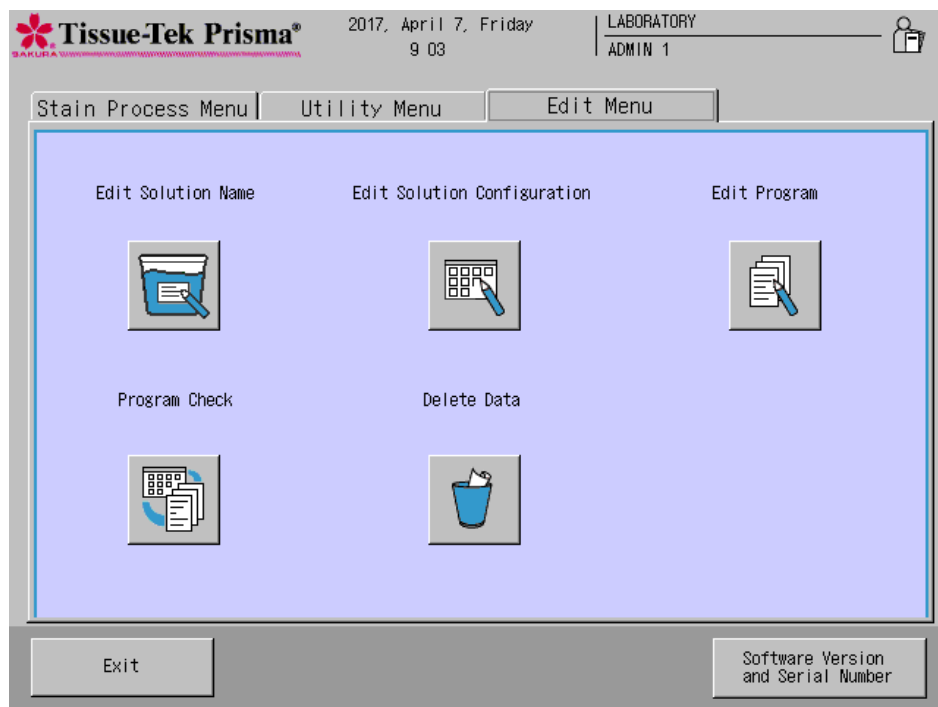 Tissue-Tek Prisma®
SAKURA
2017, April 7, Friday
9 03
LABORATORY
ADMIN 1
Stain Process Menu
Utility Menu
Edit Menu
Edit Solution Name
Edit Solution Configuration
Edit Program
Program Check
Delete Data
Exit
Software Version
and Serial Number